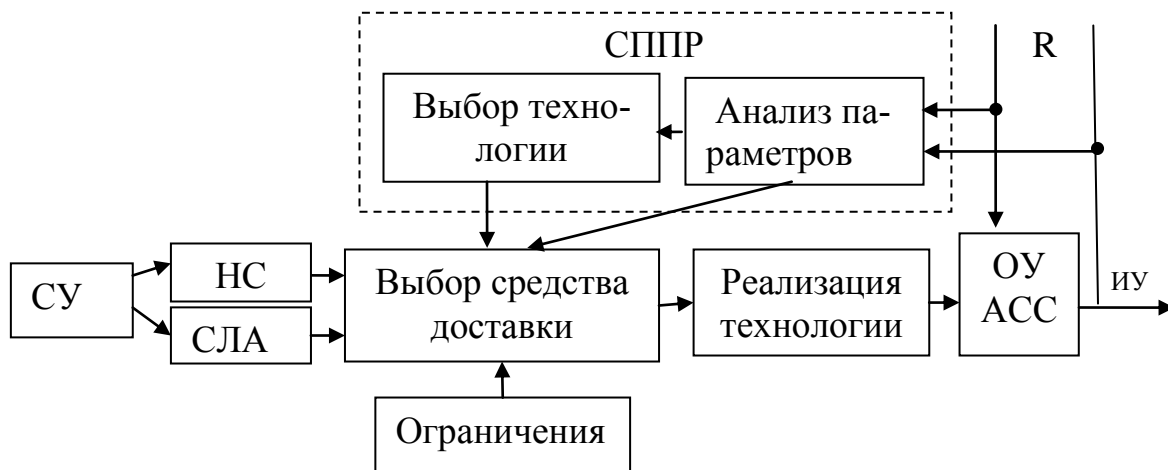 СППР
R
Выбор техно-
логии
Анализ па-
раметров
СУ
НС
СЛА
Выбор средства
доставки
Реализация
технологии
ОУ
АСС
ИУ
Ограничения